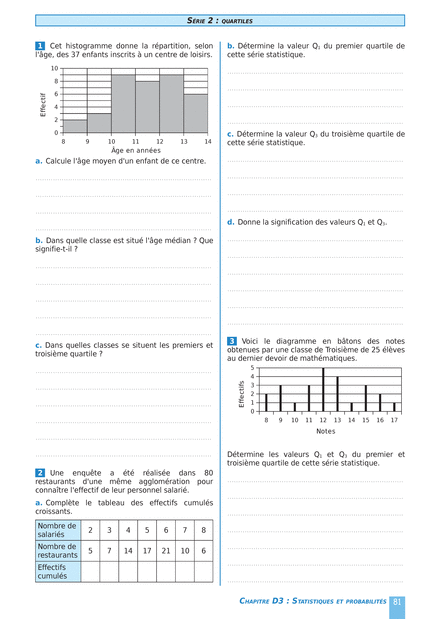 SÉRIE 2 : QUARTILES
1 Cet histogramme donne la répartition, selon
l'âge, des 37 enfants inscrits à un centre de loisirs.
10
8
6
4
2
0
Effectif
8 9 10 11 12 13 14
Âge en années
a. Calcule l'âge moyen d'un enfant de ce centre.
b. Dans quelle classe est situé l'âge médian ? Que
signifie-t-il ?
c. Dans quelles classes se situent les premiers et
troisième quartile ?
2 Une enquête a été réalisée dans 80
restaurants d'une même agglomération pour
connaître l'effectif de leur personnel salarié.
a. Complète le tableau des effectifs cumulés
croissants.
Nombre de salariés 2 3 4 5 6 7 8
Nombre de restaurants 5 7 14 17 21 10 6
Effectifs cumulés
b. Détermine la valeur Q1 du premier quartile de
cette série statistique.
c. Détermine la valeur Q3 du troisième quartile de
cette série statistique.
d. Donne la signification des valeurs Q1 et Q3.
3 Voici le diagramme en bâtons des notes
obtenues par une classe de Troisième de 25 élèves
au dernier devoir de mathématiques.
5
4
3
2
1
0
Effectifs
8 9 10 11 12 13 14 15 16 17
Notes
Détermine les valeurs Q1 et Q3 du premier et
troisième quartile de cette série statistique.
CHAPITRE D3 : STATISTIQUES ET PROBABILITÉS 81